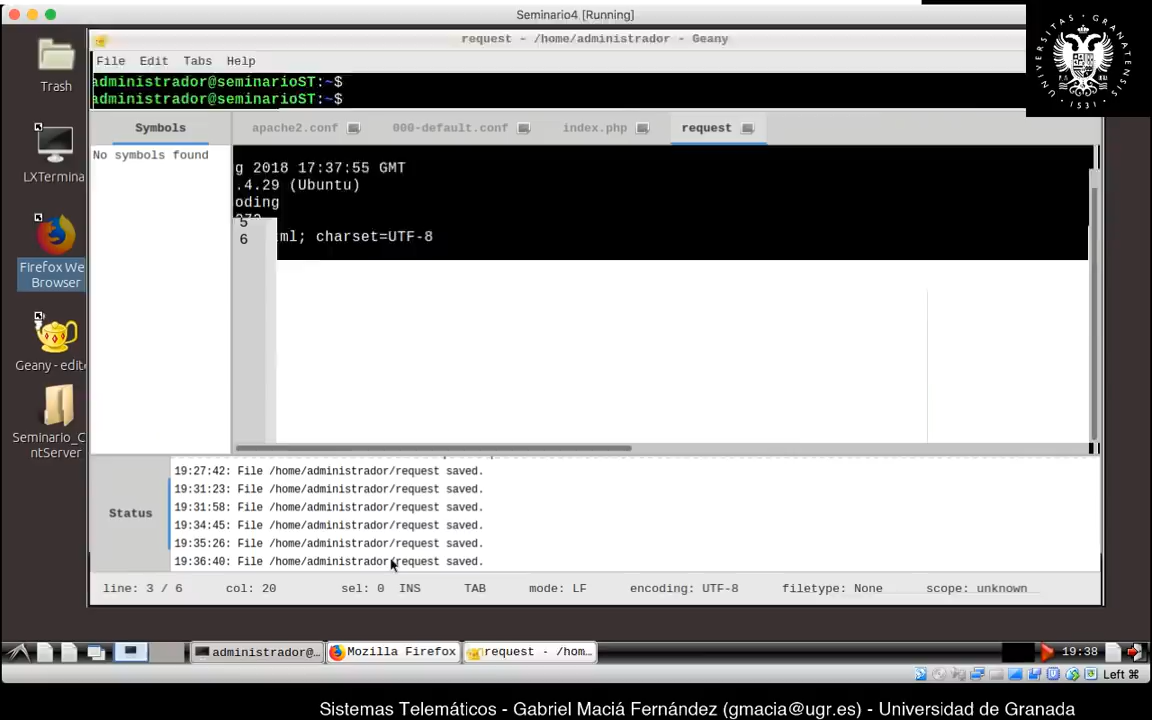 Seminario4 [Running]
request - /home/administrador - Geany
File Edit Tabs Help
administrador@seminarioST:~$
administrador@seminarioST:~$
Symbols
apache2.conf
000-default.conf
index.php
request
No symbols found
g 2018 17:37:55 GMT
.4.29 (Ubuntu)
oding
5
6
ml; charset=UTF-8
Trash
LXTermina
Firefox We
Browser
Geany - edit
Seminario_C
ntServer
Status
19:27:42: File /home/administrador/request saved.
19:31:23: File /home/administrador/request saved.
19:31:58: File /home/administrador/request saved.
19:34:45: File /home/administrador/request saved.
19:35:26: File /home/administrador/request saved.
19:36:40: File /home/administrador/request saved.
line: 3 / 6 col: 20 sel: 0 INS TAB mode: LF encoding: UTF-8 filetype: None scope: unknown
administrador@...
Mozilla Firefox
request - /hom...
19:38
Left ⌘
UNIVERSITAS GRANATENSIS 1531
Sistemas Telemáticos - Gabriel Maciá Fernández (gmacia@ugr.es) - Universidad de Granada